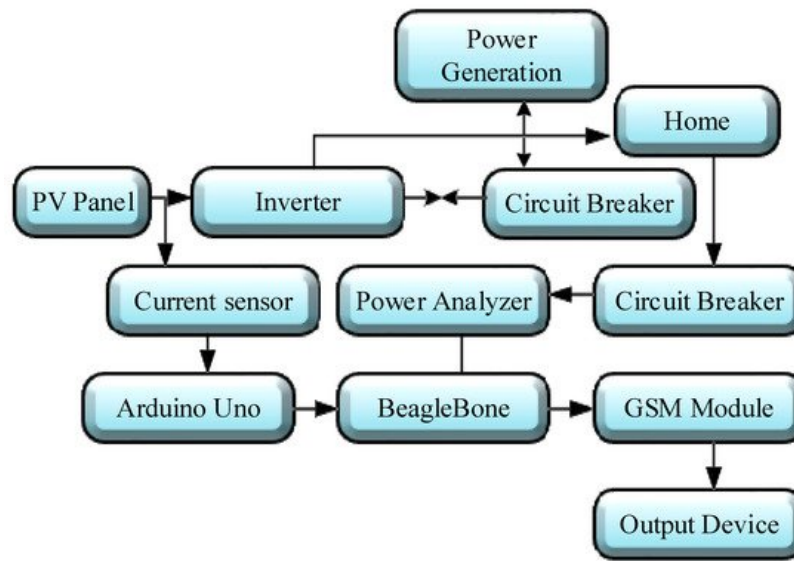 Power
Generation
Home
PV Panel
Inverter
Circuit Breaker
Current sensor
Power Analyzer
Circuit Breaker
Arduino Uno
BeagleBone
GSM Module
Output Device